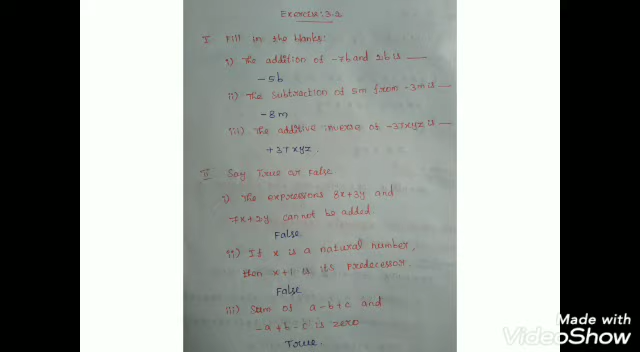 Exercise: 3.2
I Fill in the blanks:
i) The addition of -7b and 2b is __
-5b
ii) The subtraction of 5m from -3m is __
-8m
iii) The additive inverse of -37xyz is __
+37xyz.
II Say True or False
i) The expressions 8x+3y and
7x+2y cannot be added.
False.
ii) If x is a natural number,
then x+1 is its predecessor.
False
iii) Sum of a-b+c and
-a+b-c is zero
True.
Made with
VideoShow